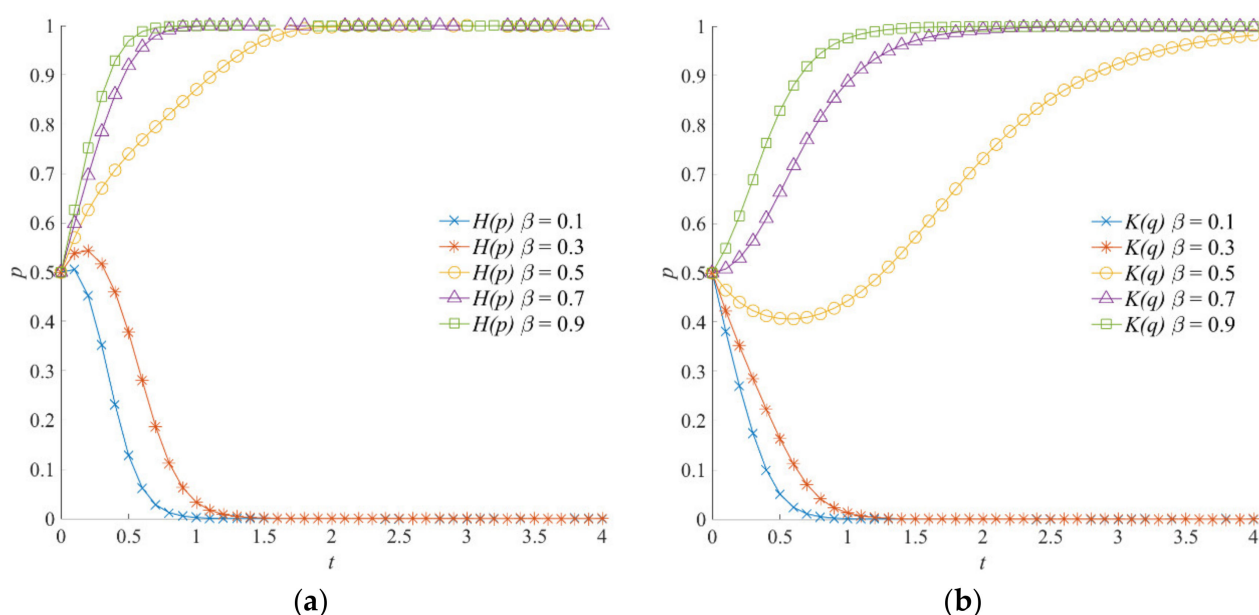 1
0.9
0.8
0.7
0.6
0.5
0.4
0.3
0.2
0.1
0
p
H(p) β = 0.1
H(p) β = 0.3
H(p) β = 0.5
H(p) β = 0.7
H(p) β = 0.9
0 0.5 1 1.5 2 2.5 3 3.5 4
t
(a)
1
0.9
0.8
0.7
0.6
0.5
0.4
0.3
0.2
0.1
0
p
K(q) β = 0.1
K(q) β = 0.3
K(q) β = 0.5
K(q) β = 0.7
K(q) β = 0.9
0 0.5 1 1.5 2 2.5 3 3.5 4
t
(b)